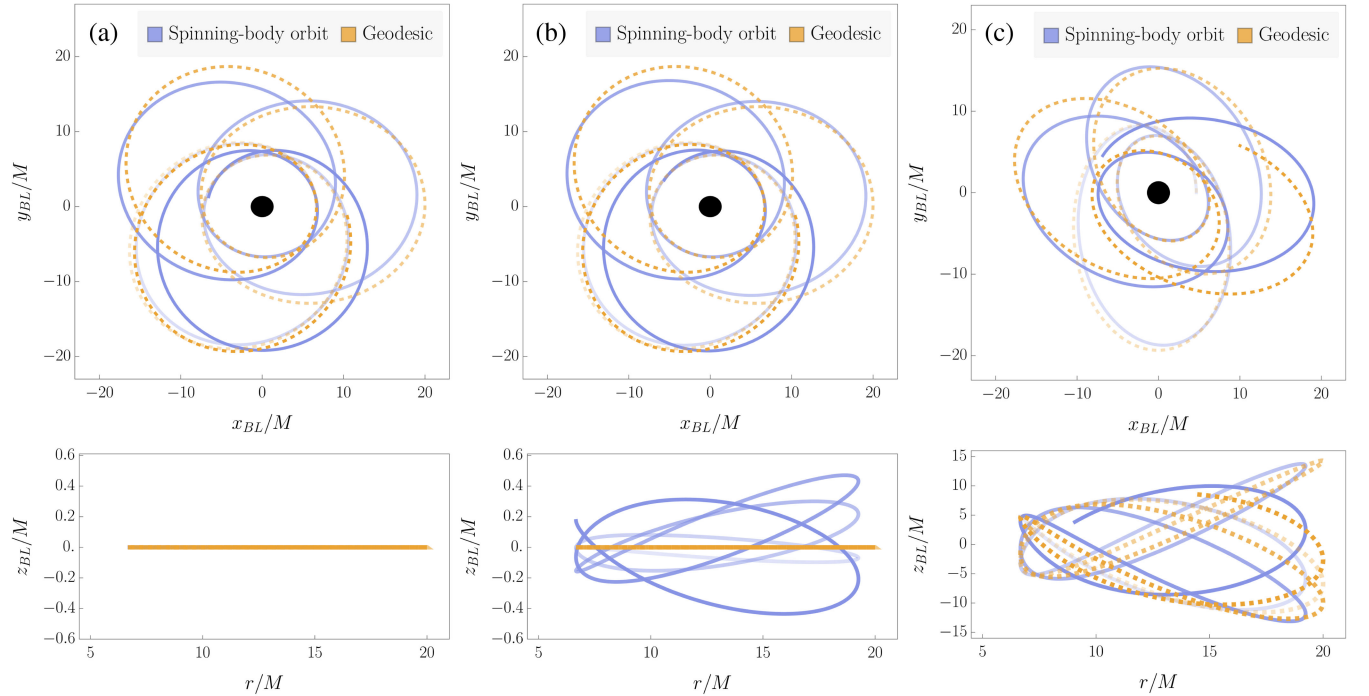 (a) Spinning-body orbit Geodesic
20
10
0
−10
−20
y_BL/M
−20 −10 0 10 20
x_BL/M
(b) Spinning-body orbit Geodesic
20
10
0
−10
−20
y_BL/M
−20 −10 0 10 20
x_BL/M
(c) Spinning-body orbit Geodesic
20
10
0
−10
−20
y_BL/M
−20 −10 0 10 20
x_BL/M
0.6
0.4
0.2
0.
−0.2
−0.4
−0.6
z_BL/M
5 10 15 20
r/M
0.6
0.4
0.2
0.
−0.2
−0.4
−0.6
z_BL/M
5 10 15 20
r/M
15
10
5
0
−5
−10
−15
z_BL/M
5 10 15 20
r/M